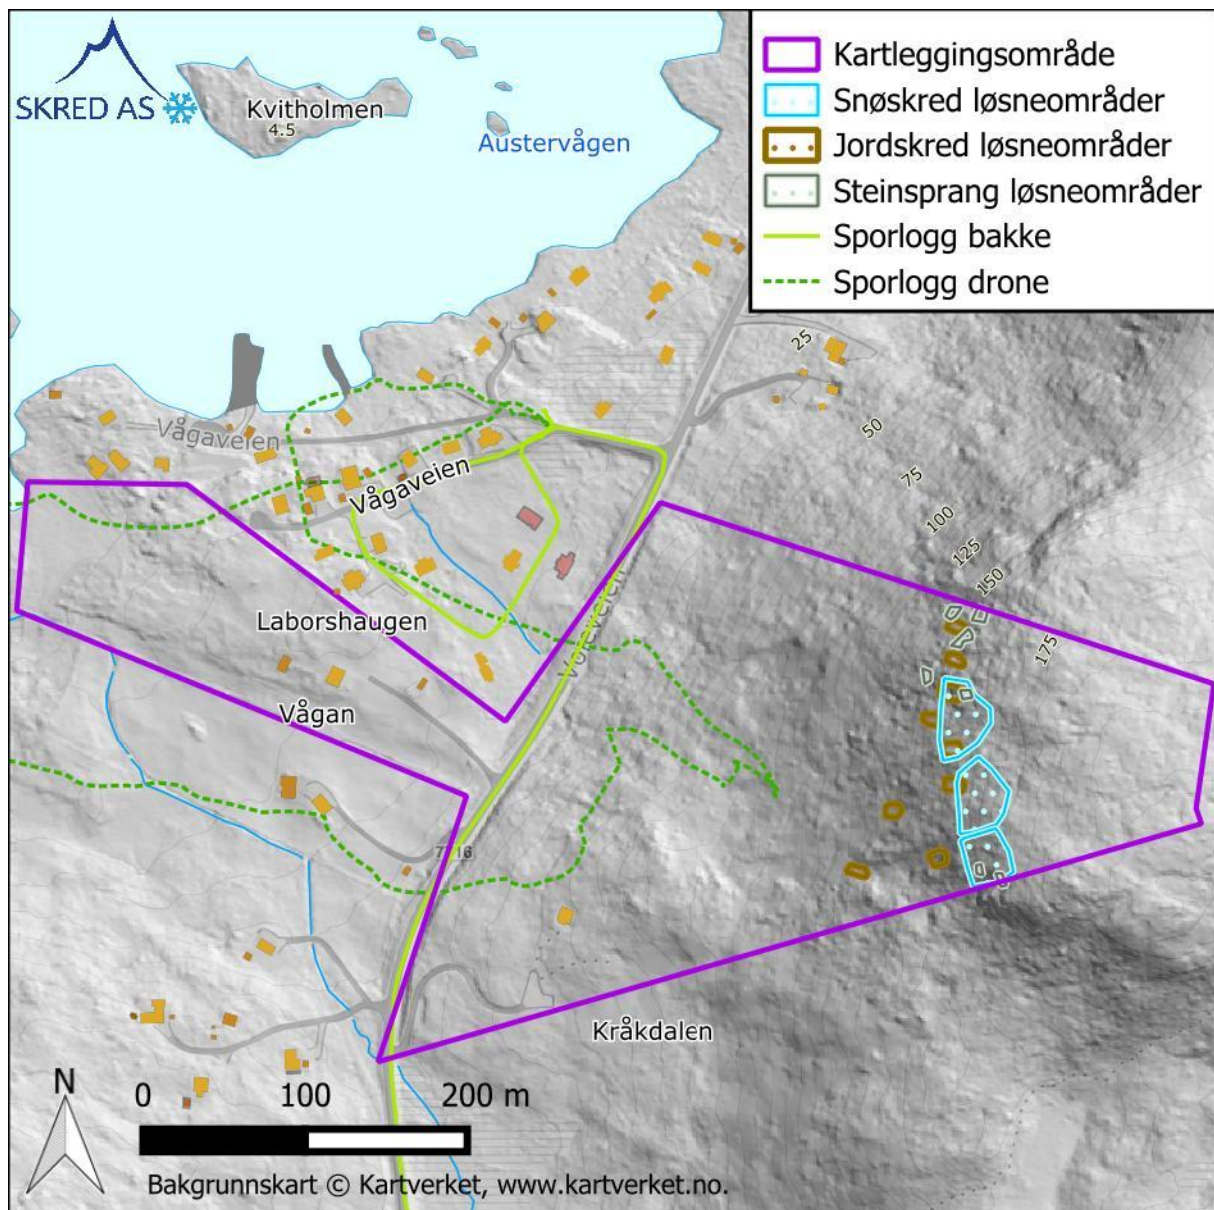 SKRED AS
Kvitholmen
4.5
Austervågen
Kartleggingsområde
Snøskred løsneområder
Jordskred løsneområder
Steinsprang løsneområder
Sporlogg bakke
Sporlogg drone
25
50
75
100
125
150
175
Vågaveien
Vågaveien
Laborshaugen
Vågan
Kråkdalen
N
0 100 200 m
Bakgrunnskart © Kartverket, www.kartverket.no.